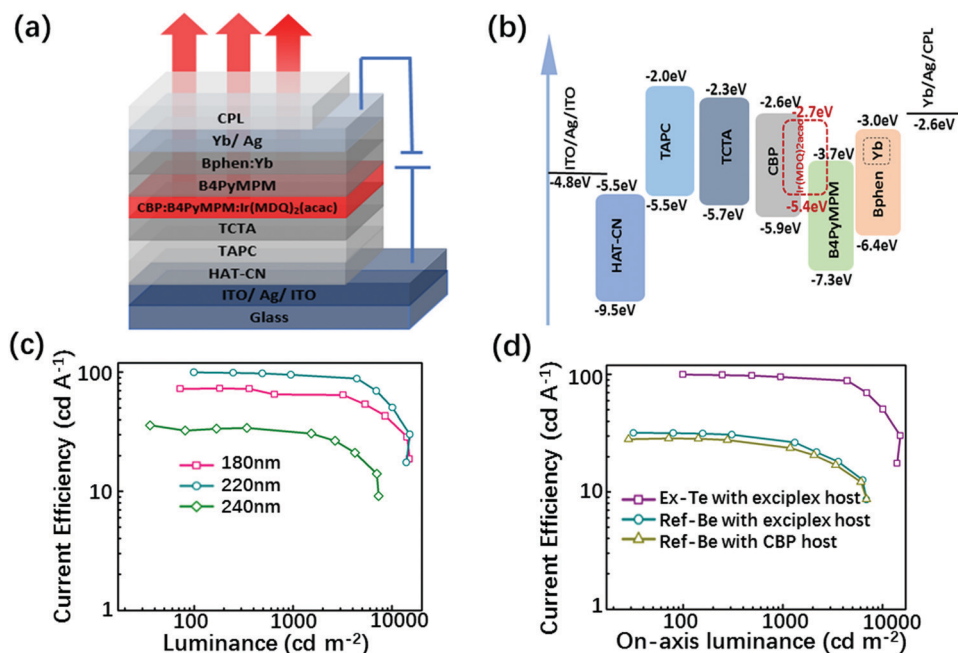 (a)
CPL
Yb/ Ag
Bphen:Yb
B4PyMPM
CBP:B4PyMPM:Ir(MDQ)₂(acac)
TCTA
TAPC
HAT-CN
ITO/ Ag/ ITO
Glass
(b)
ITO/Ag/ITO
-4.8eV
-5.5eV
HAT-CN
-9.5eV
-2.0eV
TAPC
-5.5eV
-2.3eV
TCTA
-5.7eV
-2.6eV
CBP
-5.9eV
-2.7eV
Ir(MDQ)2acac
-5.4eV
-3.7eV
B4PyMPM
-7.3eV
-3.0eV
Bphen
Yb
-6.4eV
Yb/Ag/CPL
-2.6eV
(c)
Current Efficiency (cd A⁻¹)
100
10
1
180nm
220nm
240nm
100 1000 10000
Luminance (cd m⁻²)
(d)
Current Efficiency (cd A⁻¹)
100
10
1
Ex-Te with exciplex host
Ref-Be with exciplex host
Ref-Be with CBP host
100 1000 10000
On-axis luminance (cd m⁻²)